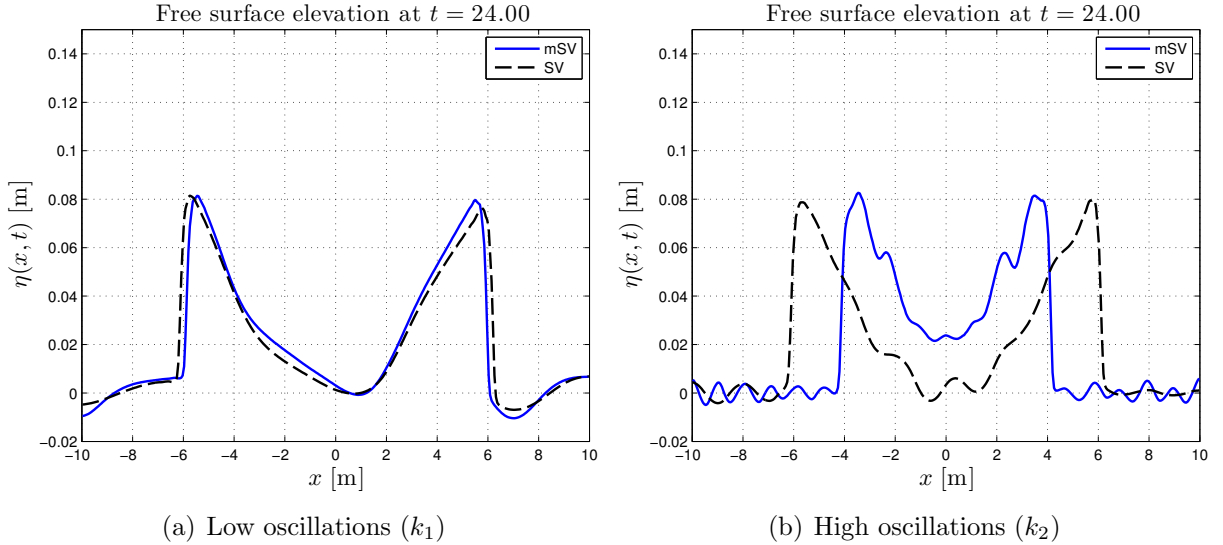 Free surface elevation at t = 24.00
mSV
SV
0.14
0.12
0.1
0.08
0.06
0.04
0.02
0
−0.02
η(x, t) [m]
−10 −8 −6 −4 −2 0 2 4 6 8 10
x [m]
(a) Low oscillations (k₁)
Free surface elevation at t = 24.00
mSV
SV
0.14
0.12
0.1
0.08
0.06
0.04
0.02
0
−0.02
η(x, t) [m]
−10 −8 −6 −4 −2 0 2 4 6 8 10
x [m]
(b) High oscillations (k₂)